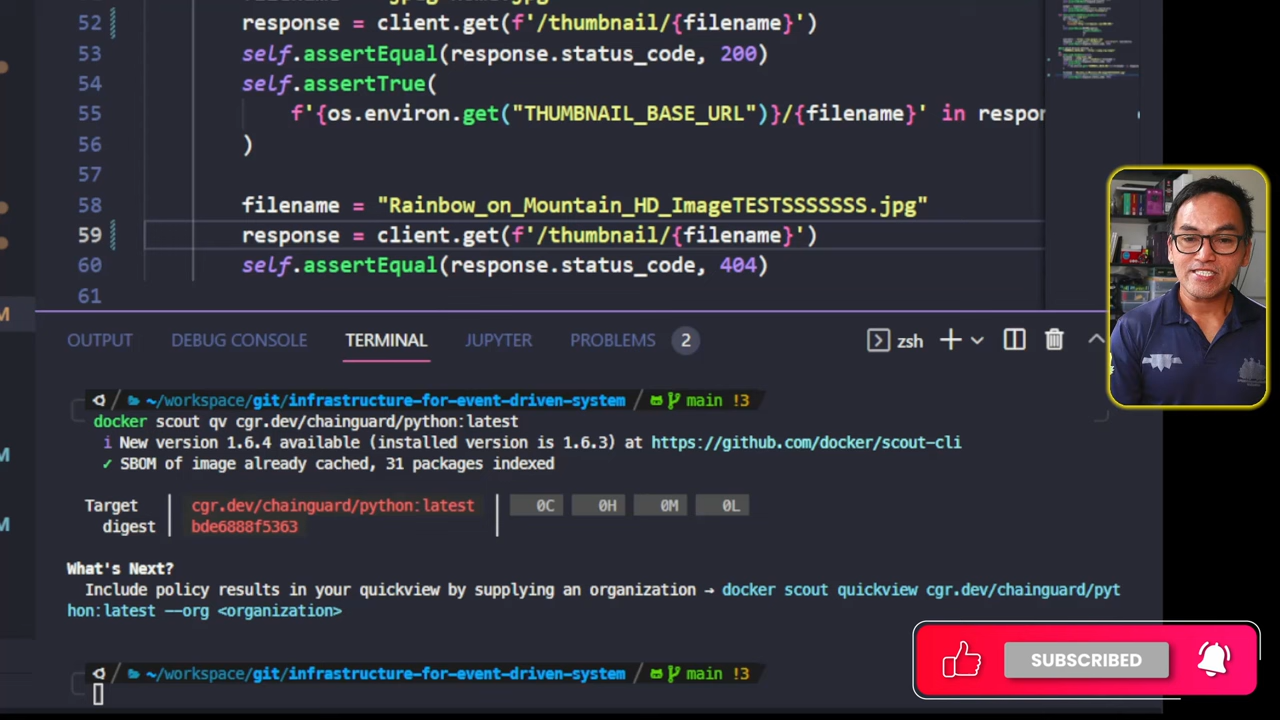 52 response = client.get(f'/thumbnail/{filename}')
53 self.assertEqual(response.status_code, 200)
54 self.assertTrue(
55 f'{os.environ.get("THUMBNAIL_BASE_URL")}/{filename}' in respon
56 )
57
58 filename = "Rainbow_on_Mountain_HD_ImageTESTSSSSSSS.jpg"
59 response = client.get(f'/thumbnail/{filename}')
60 self.assertEqual(response.status_code, 404)
61
M
OUTPUT DEBUG CONSOLE TERMINAL JUPYTER PROBLEMS 2 zsh
~/workspace/git/infrastructure-for-event-driven-system / main !3
docker scout qv cgr.dev/chainguard/python:latest
i New version 1.6.4 available (installed version is 1.6.3) at https://github.com/docker/scout-cli
M
✓ SBOM of image already cached, 31 packages indexed
Target │ cgr.dev/chainguard/python:latest │ 0C 0H 0M 0L
digest │ bde6888f5363
M
What's Next?
Include policy results in your quickview by supplying an organization → docker scout quickview cgr.dev/chainguard/pyt
hon:latest --org <organization>
~/workspace/git/infrastructure-for-event-driven-system / main !3
SUBSCRIBED